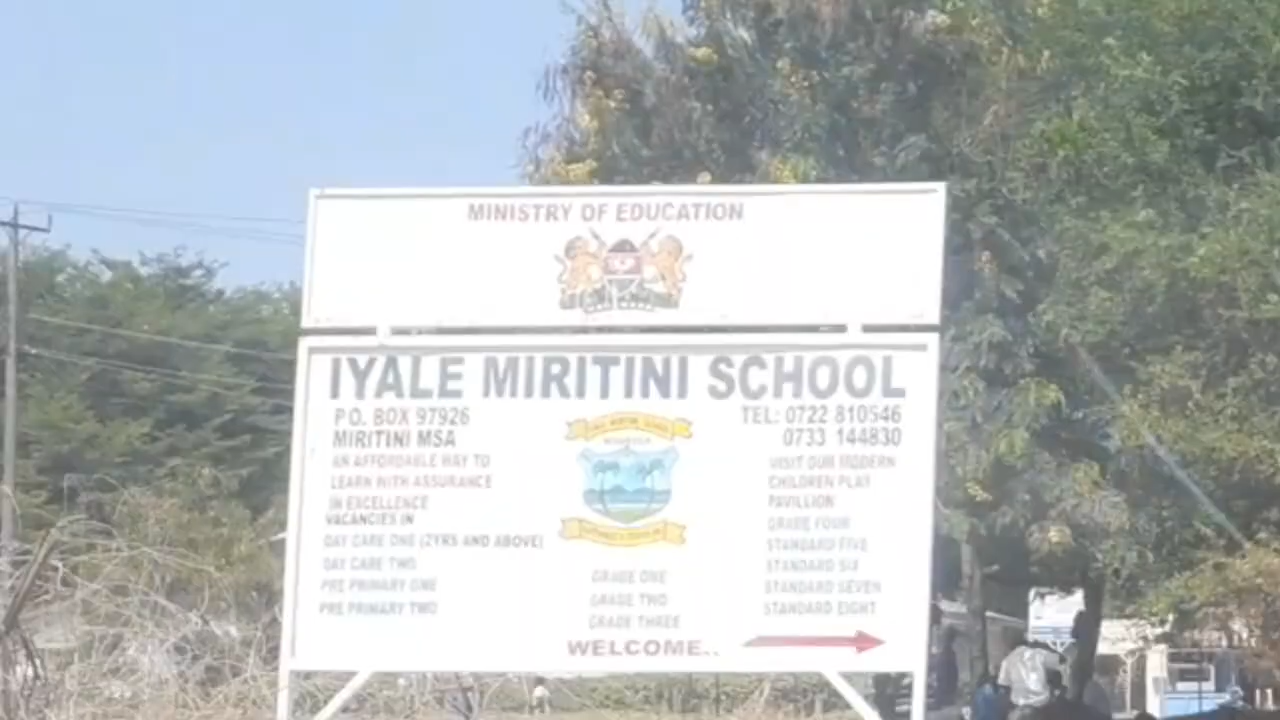 MINISTRY OF EDUCATION
IYALE MIRITINI SCHOOL
P.O. BOX 97926
MIRITINI MSA
AN AFFORDABLE WAY TO
LEARN WITH ASSURANCE
IN EXCELLENCE
VACANCIES IN
DAY CARE ONE (2YRS AND ABOVE)
DAY CARE TWO
PRE PRIMARY ONE
PRE PRIMARY TWO
GRADE ONE
GRADE TWO
GRADE THREE
TEL: 0722 810546
0733 144830
VISIT OUR MODERN
CHILDREN PLAY
PAVILLION
GRADE FOUR
STANDARD FIVE
STANDARD SIX
STANDARD SEVEN
STANDARD EIGHT
WELCOME..